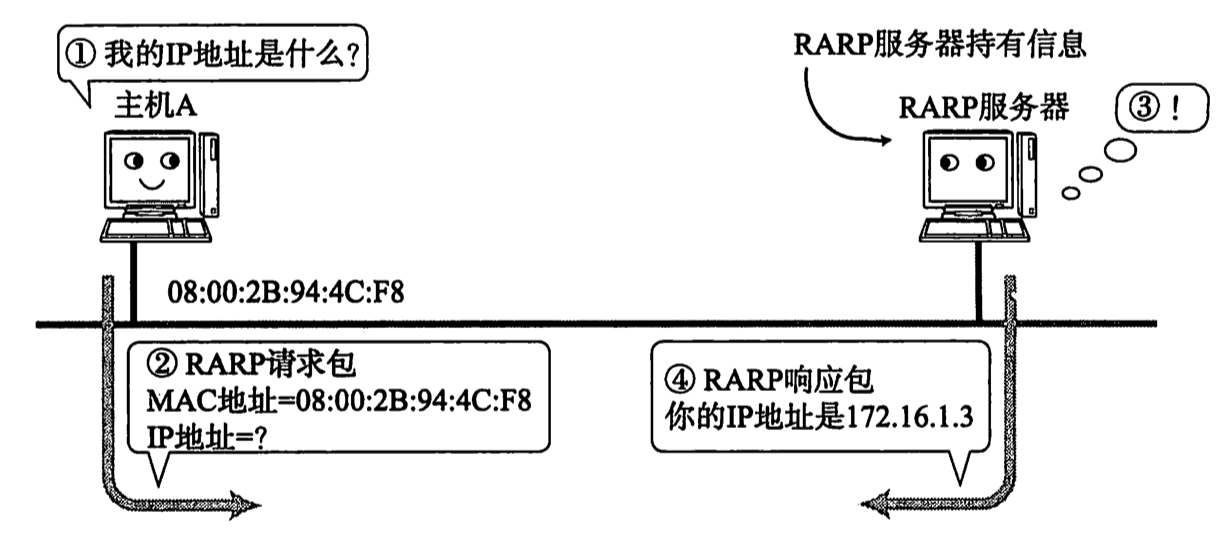 ① 我的IP地址是什么?
主机A
RARP服务器持有信息
RARP服务器
③！
08:00:2B:94:4C:F8
② RARP请求包
MAC地址=08:00:2B:94:4C:F8
IP地址=?
④ RARP响应包
你的IP地址是172.16.1.3